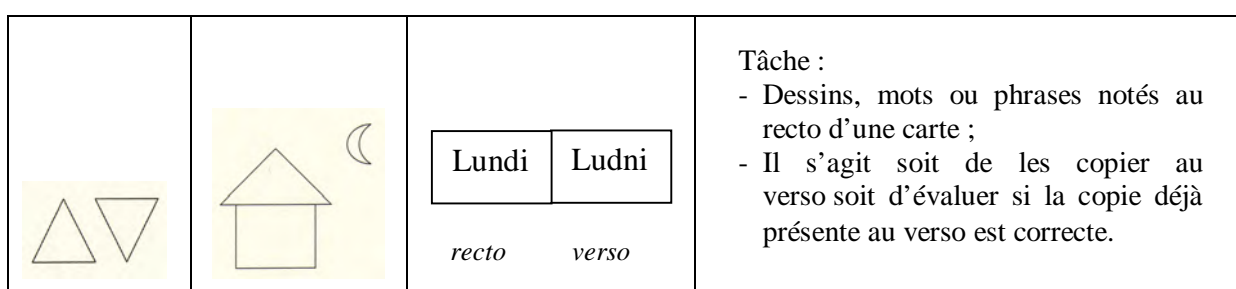 Lundi Ludni
recto verso
Tâche :
- Dessins, mots ou phrases notés au
recto d’une carte ;
- Il s’agit soit de les copier au
verso soit d’évaluer si la copie déjà
présente au verso est correcte.